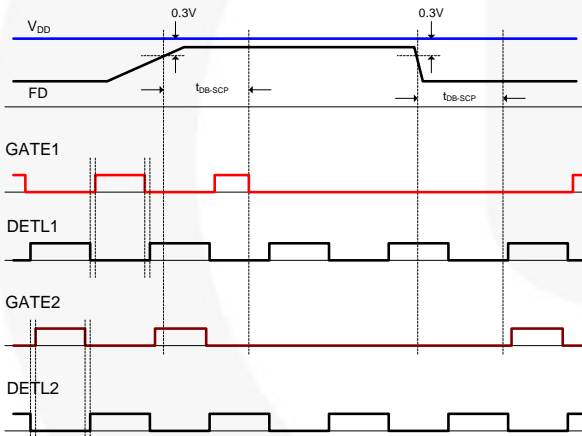 0.3V
0.3V
VDD
FD
tDB-SCP
tDB-SCP
GATE1
DETL1
GATE2
DETL2